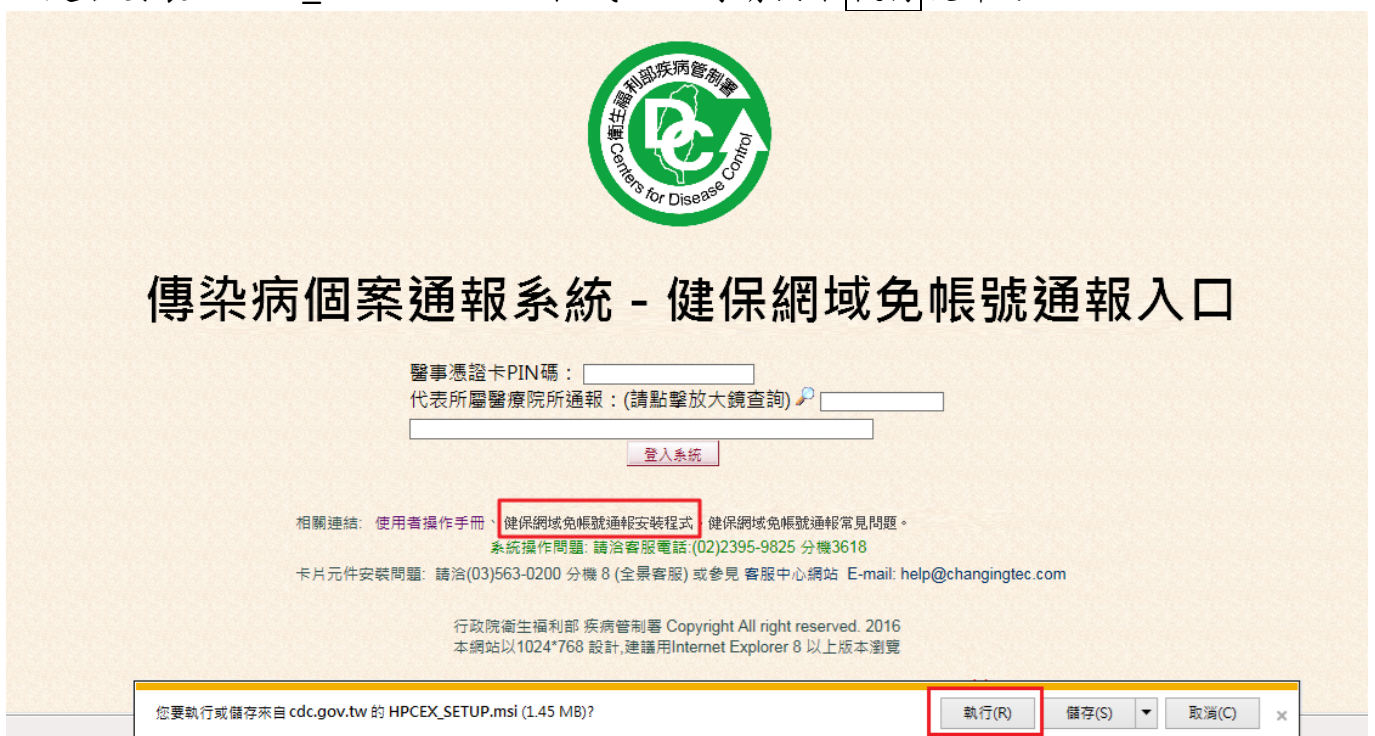 衛生福利部疾病管制署
Centers for Disease Control
傳染病個案通報系統 - 健保網域免帳號通報入口
醫事憑證卡PIN碼：
代表所屬醫療院所通報：(請點擊放大鏡查詢)
登入系統
相關連結: 使用者操作手冊、健保網域免帳號通報安裝程式、健保網域免帳號通報常見問題。
系統操作問題: 請洽客服電話:(02)2395-9825 分機3618
卡片元件安裝問題: 請洽(03)563-0200 分機 8 (全景客服) 或參見 客服中心網站 E-mail: help@changingtec.com
行政院衛生福利部 疾病管制署 Copyright All right reserved. 2016
本網站以1024*768 設計,建議用Internet Explorer 8 以上版本瀏覽
您要執行或儲存來自 cdc.gov.tw 的 HPCEX_SETUP.msi (1.45 MB)?
執行(R) 儲存(S) 取消(C)